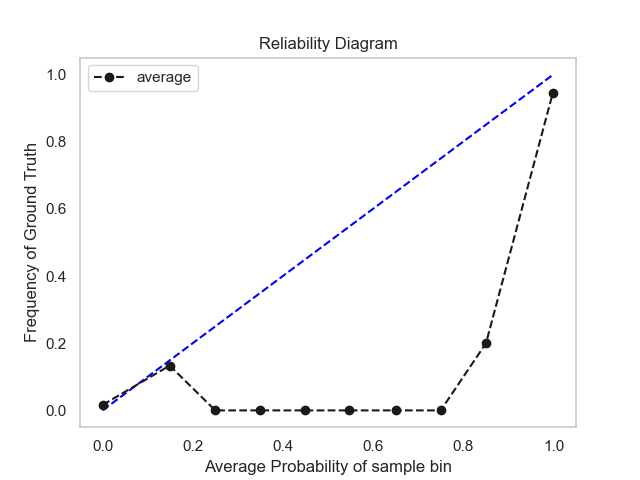 Reliability Diagram
average
1.0
0.8
0.6
0.4
0.2
0.0
Frequency of Ground Truth
0.0 0.2 0.4 0.6 0.8 1.0
Average Probability of sample bin